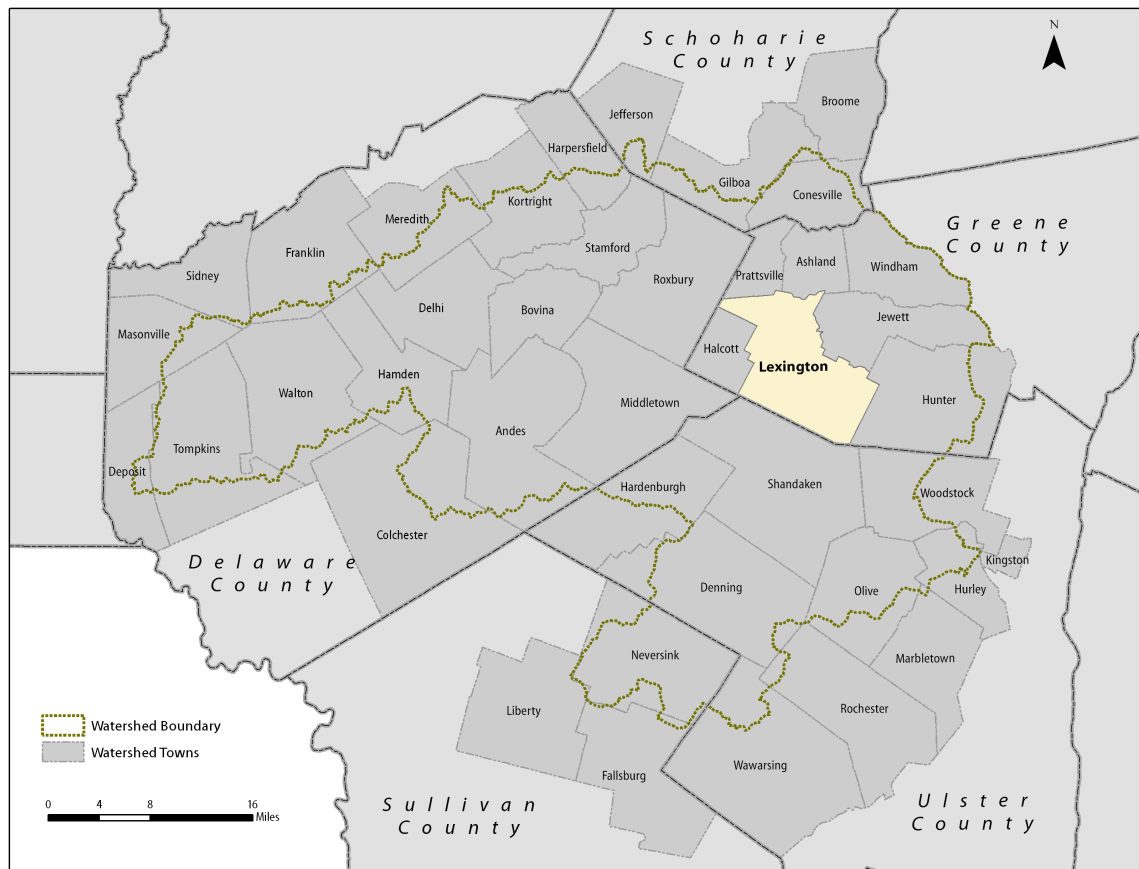 Schoharie
County
N
Broome
Jefferson
Harpersfield
Gilboa
Conesville
Kortright
Meredith
Greene
County
Franklin
Stamford
Sidney
Roxbury
Prattsville
Ashland
Windham
Delhi
Bovina
Masonville
Jewett
Halcott
Lexington
Hamden
Walton
Middletown
Hunter
Andes
Tompkins
Deposit
Hardenburgh
Shandaken
Woodstock
Colchester
Delaware
County
Kingston
Denning
Olive
Hurley
Neversink
Marbletown
Liberty
Rochester
Watershed Boundary
Watershed Towns
Wawarsing
Fallsburg
0 4 8 16
Miles
Sullivan
County
Ulster
County